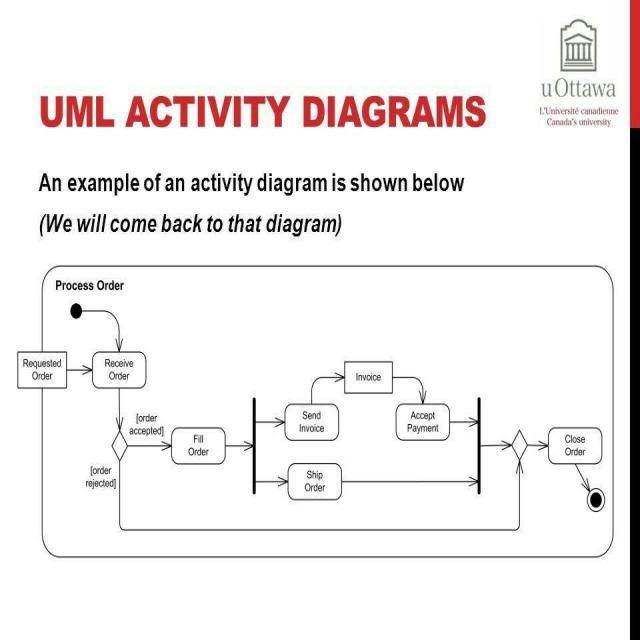 uOttawa
L'Université canadienne
Canada's university
UML ACTIVITY DIAGRAMS
An example of an activity diagram is shown below
(We will come back to that diagram)
Process Order
Requested
Order
Receive
Order
[order
accepted]
[order
rejected]
Fill
Order
Send
Invoice
Invoice
Accept
Payment
Ship
Order
Close
Order